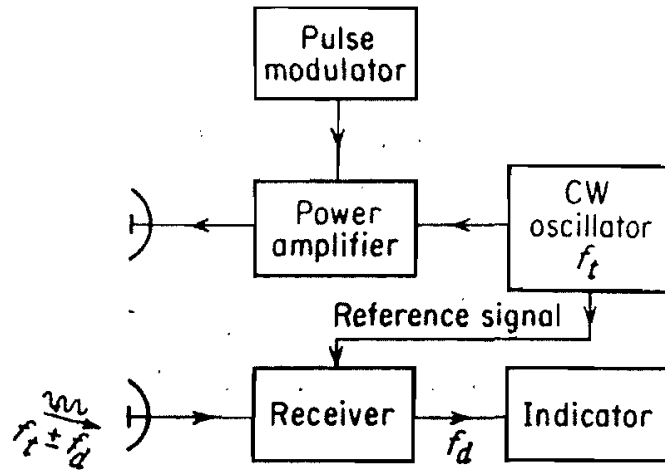 Pulse
modulator
Power
amplifier
CW
oscillator
f_t
Reference signal
f_t ± f_d
Receiver
f_d
Indicator